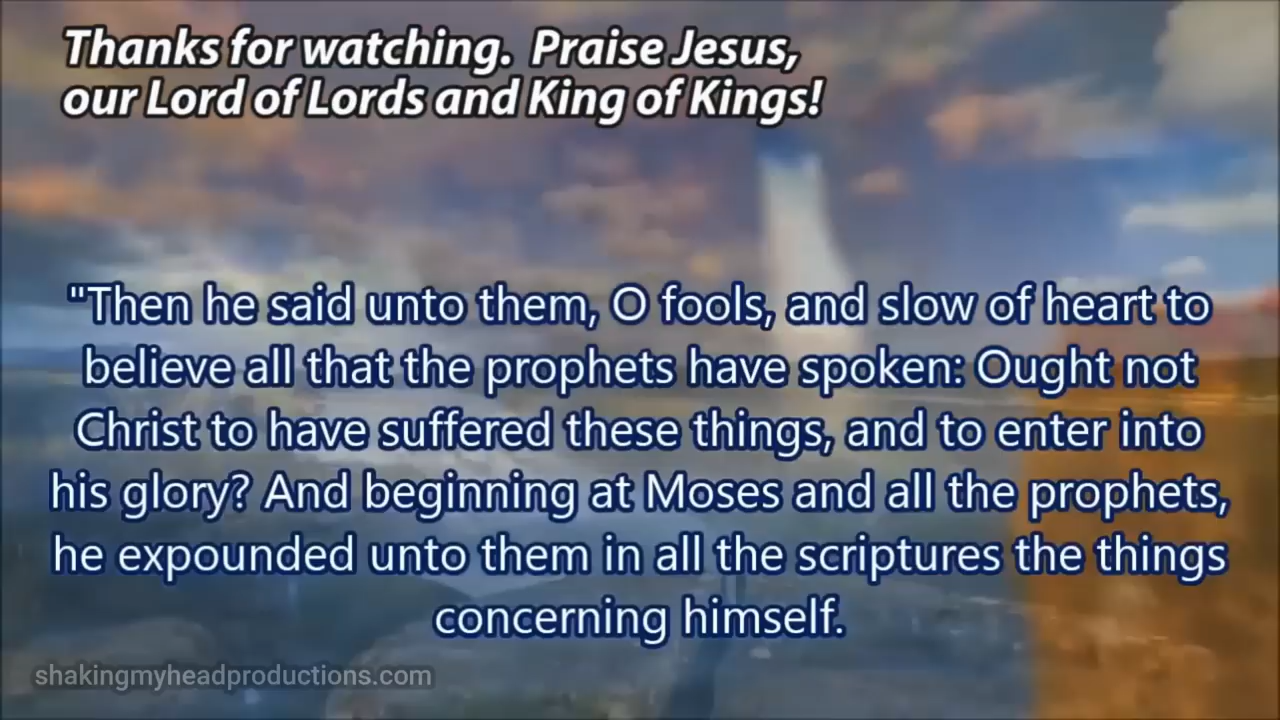 Thanks for watching.  Praise Jesus,
our Lord of Lords and King of Kings!
"Then he said unto them, O fools, and slow of heart to
believe all that the prophets have spoken: Ought not
Christ to have suffered these things, and to enter into
his glory? And beginning at Moses and all the prophets,
he expounded unto them in all the scriptures the things
concerning himself.
shakingmyheadproductions.com